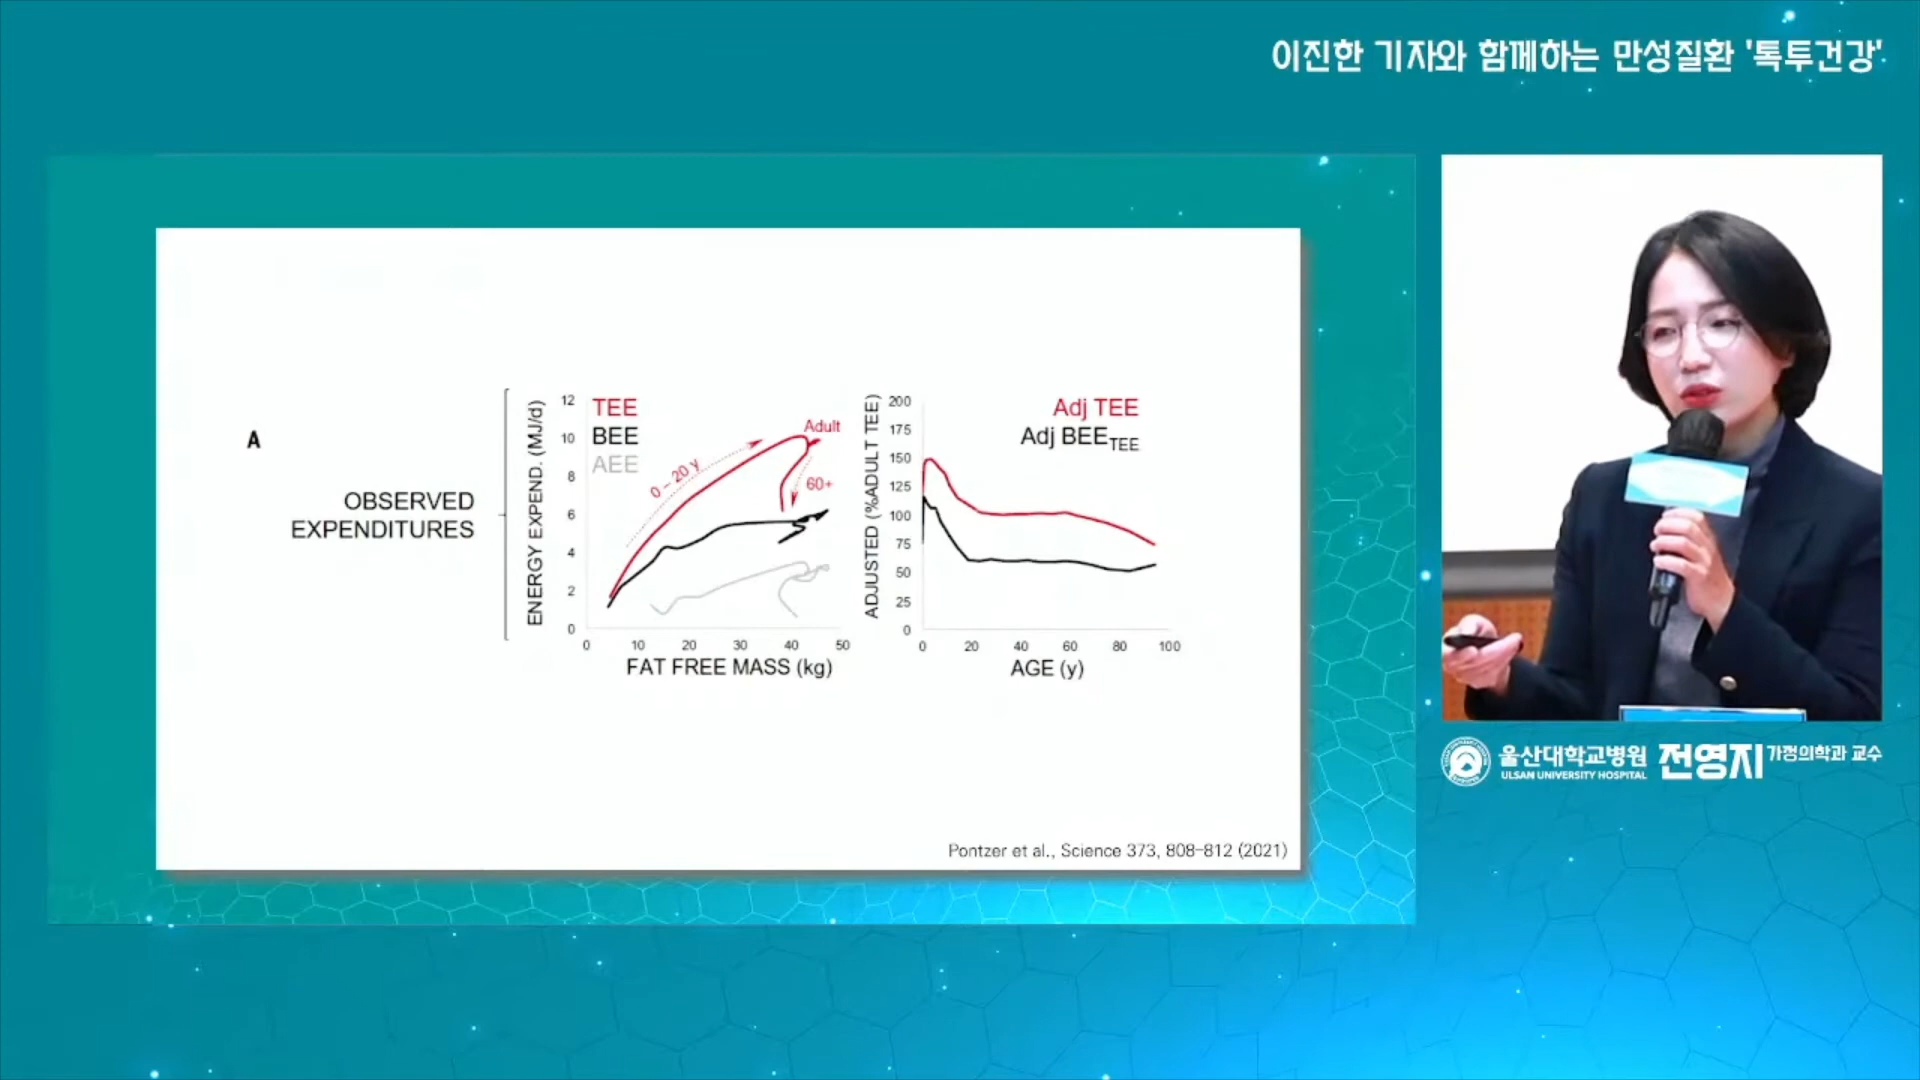 이진한 기자와 함께하는 만성질환 '톡투건강'
A
OBSERVED
EXPENDITURES
ENERGY EXPEND. (MJ/d)
12
10
8
6
4
2
0
TEE
BEE
AEE
0 – 20 y
Adult
60+
0 10 20 30 40 50
FAT FREE MASS (kg)
ADJUSTED (%ADULT TEE)
200
175
150
125
100
75
50
25
0
Adj TEE
Adj BEE TEE
0 20 40 60 80 100
AGE (y)
Pontzer et al., Science 373, 808-812 (2021)
울산대학교병원 전영지 가정의학과 교수
ULSAN UNIVERSITY HOSPITAL